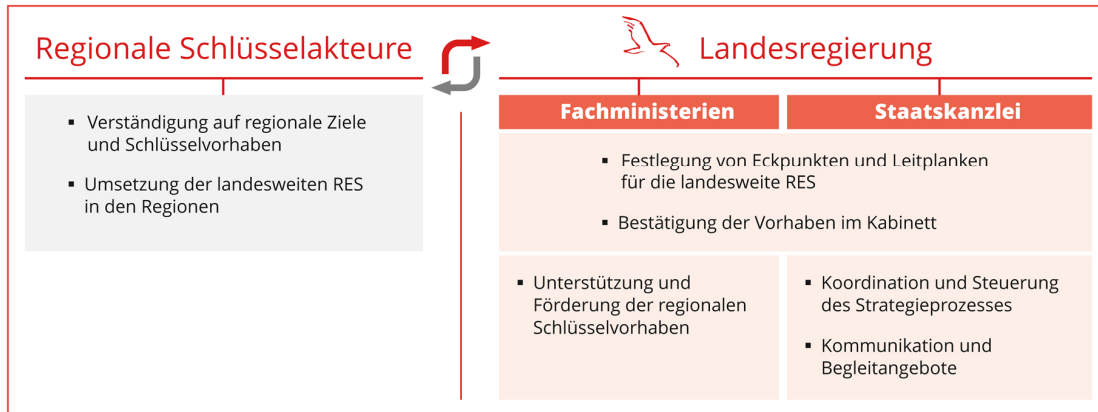 Regionale Schlüsselakteure
▪ Verständigung auf regionale Ziele
und Schlüsselvorhaben
▪ Umsetzung der landesweiten RES
in den Regionen
Landesregierung
Fachministerien
Staatskanzlei
▪ Festlegung von Eckpunkten und Leitplanken
für die landesweite RES
▪ Bestätigung der Vorhaben im Kabinett
▪ Unterstützung und
Förderung der regionalen
Schlüsselvorhaben
▪ Koordination und Steuerung
des Strategieprozesses
▪ Kommunikation und
Begleitangebote